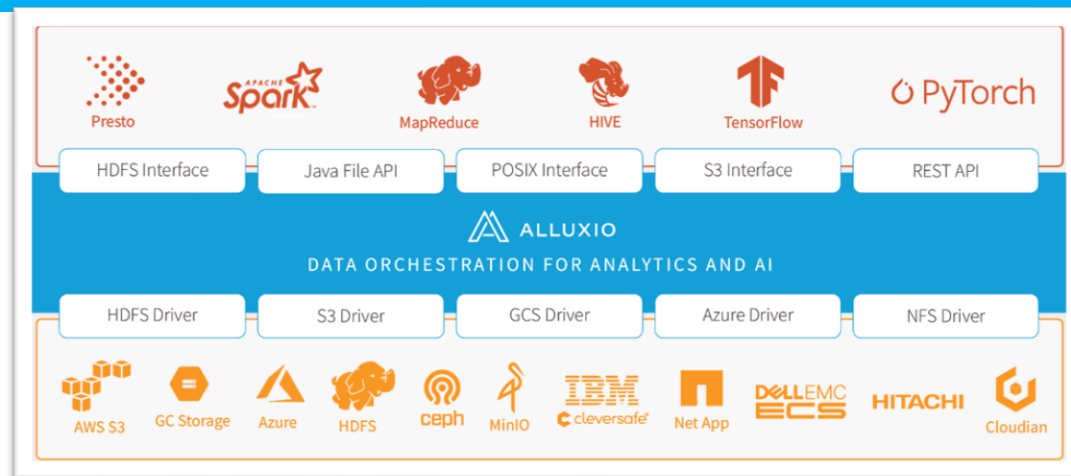 Presto
APACHE
Spark
MapReduce
HIVE
TensorFlow
PyTorch
HDFS Interface
Java File API
POSIX Interface
S3 Interface
REST API
ALLUXIO
DATA ORCHESTRATION FOR ANALYTICS AND AI
HDFS Driver
S3 Driver
GCS Driver
Azure Driver
NFS Driver
AWS S3
GC Storage
Azure
HDFS
ceph
MinIO
IBM
cleversafe
Net App
DELLEMC
ECS
HITACHI
Cloudian